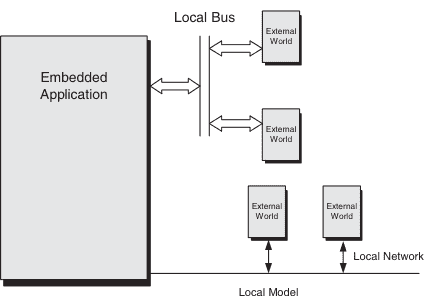 Local Bus
External
World
Embedded
Application
External
World
External
World
External
World
Local Network
Local Model